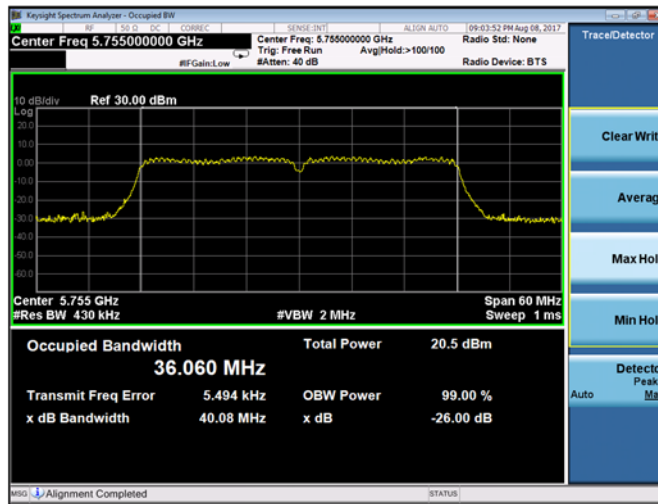 Keysight Spectrum Analyzer - Occupied BW
RF 50 Ω DC CORREC SENSE:INT ALIGN AUTO 09:03:52 PM Aug 08, 2017
Center Freq 5.755000000 GHz
Center Freq: 5.755000000 GHz
Radio Std: None
Trig: Free Run Avg|Hold:>100/100
#IFGain:Low
#Atten: 40 dB
Radio Device: BTS
Trace/Detector
10 dB/div Ref 30.00 dBm
Log
20.0
10.0
0.00
-10.0
-20.0
-30.0
-40.0
-50.0
-60.0
Center 5.755 GHz
Span 60 MHz
#Res BW 430 kHz
#VBW 2 MHz
Sweep 1 ms
Occupied Bandwidth
Total Power 20.5 dBm
36.060 MHz
Transmit Freq Error 5.494 kHz
OBW Power 99.00 %
x dB Bandwidth 40.08 MHz
x dB -26.00 dB
Clear Writ
Averag
Max Hol
Min Hol
Detecto
Peak
Auto Ma
MSG Alignment Completed
STATUS